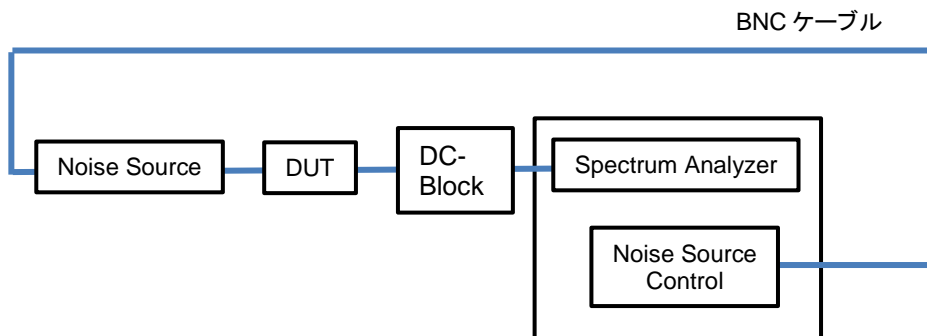 BNC ケーブル
Noise Source
DUT
DC-
Block
Spectrum Analyzer
Noise Source
Control